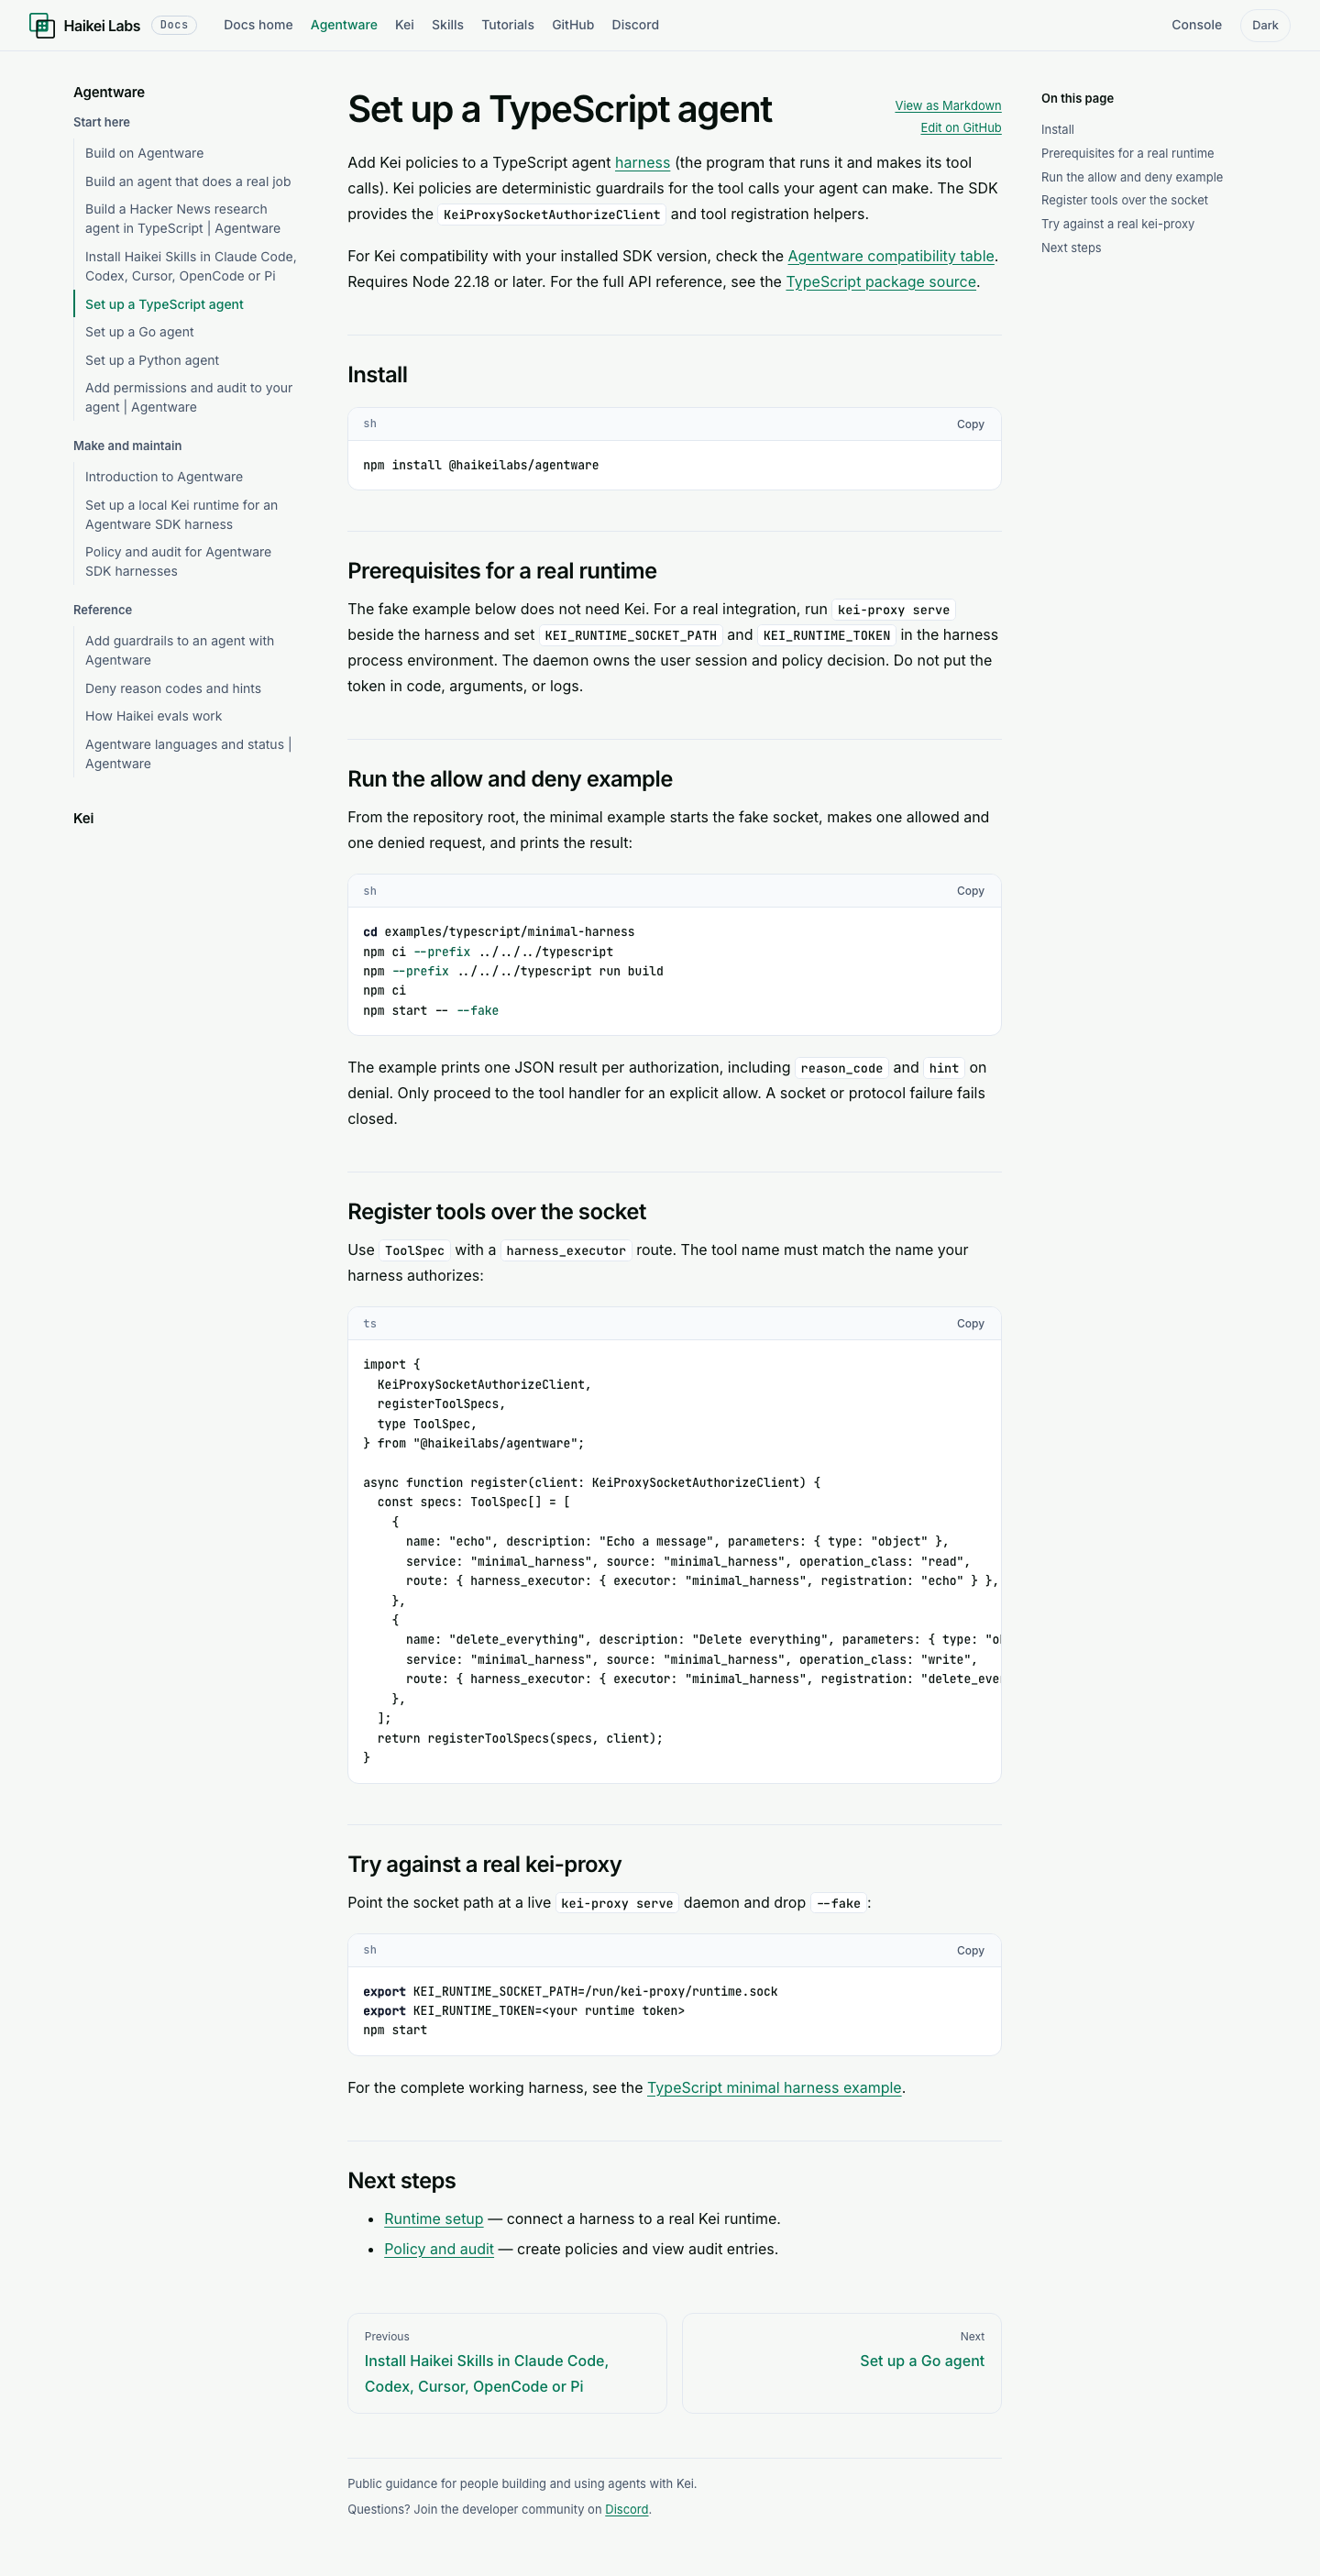 Haikei Labs Docs Docs home Agentware Kei Skills Tutorials GitHub Discord Console Dark
Agentware
Start here
Build on Agentware
Build an agent that does a real job
Build a Hacker News research
agent in TypeScript | Agentware
Install Haikei Skills in Claude Code,
Codex, Cursor, OpenCode or Pi
Set up a TypeScript agent
Set up a Go agent
Set up a Python agent
Add permissions and audit to your
agent | Agentware
Make and maintain
Introduction to Agentware
Set up a local Kei runtime for an
Agentware SDK harness
Policy and audit for Agentware
SDK harnesses
Reference
Add guardrails to an agent with
Agentware
Deny reason codes and hints
How Haikei evals work
Agentware languages and status |
Agentware
Kei
Set up a TypeScript agent
View as Markdown
Edit on GitHub
Add Kei policies to a TypeScript agent harness (the program that runs it and makes its tool
calls). Kei policies are deterministic guardrails for the tool calls your agent can make. The SDK
provides the KeiProxySocketAuthorizeClient and tool registration helpers.
For Kei compatibility with your installed SDK version, check the Agentware compatibility table.
Requires Node 22.18 or later. For the full API reference, see the TypeScript package source.
Install
sh Copy
npm install @haikeilabs/agentware
Prerequisites for a real runtime
The fake example below does not need Kei. For a real integration, run kei-proxy serve
beside the harness and set KEI_RUNTIME_SOCKET_PATH and KEI_RUNTIME_TOKEN in the harness
process environment. The daemon owns the user session and policy decision. Do not put the
token in code, arguments, or logs.
Run the allow and deny example
From the repository root, the minimal example starts the fake socket, makes one allowed and
one denied request, and prints the result:
sh Copy
cd examples/typescript/minimal-harness
npm ci --prefix ../../../typescript
npm --prefix ../../../typescript run build
npm ci
npm start -- --fake
The example prints one JSON result per authorization, including reason_code and hint on
denial. Only proceed to the tool handler for an explicit allow. A socket or protocol failure fails
closed.
Register tools over the socket
Use ToolSpec with a harness_executor route. The tool name must match the name your
harness authorizes:
ts Copy
import {
  KeiProxySocketAuthorizeClient,
  registerToolSpecs,
  type ToolSpec,
} from "@haikeilabs/agentware";
async function register(client: KeiProxySocketAuthorizeClient) {
  const specs: ToolSpec[] = [
    {
      name: "echo", description: "Echo a message", parameters: { type: "object" },
      service: "minimal_harness", source: "minimal_harness", operation_class: "read",
      route: { harness_executor: { executor: "minimal_harness", registration: "echo" } },
    },
    {
      name: "delete_everything", description: "Delete everything", parameters: { type: "o
      service: "minimal_harness", source: "minimal_harness", operation_class: "write",
      route: { harness_executor: { executor: "minimal_harness", registration: "delete_eve
    },
  ];
  return registerToolSpecs(specs, client);
}
Try against a real kei-proxy
Point the socket path at a live kei-proxy serve daemon and drop --fake:
sh Copy
export KEI_RUNTIME_SOCKET_PATH=/run/kei-proxy/runtime.sock
export KEI_RUNTIME_TOKEN=<your runtime token>
npm start
For the complete working harness, see the TypeScript minimal harness example.
Next steps
• Runtime setup — connect a harness to a real Kei runtime.
• Policy and audit — create policies and view audit entries.
Previous
Install Haikei Skills in Claude Code,
Codex, Cursor, OpenCode or Pi
Next
Set up a Go agent
Public guidance for people building and using agents with Kei.
Questions? Join the developer community on Discord.
On this page
Install
Prerequisites for a real runtime
Run the allow and deny example
Register tools over the socket
Try against a real kei-proxy
Next steps